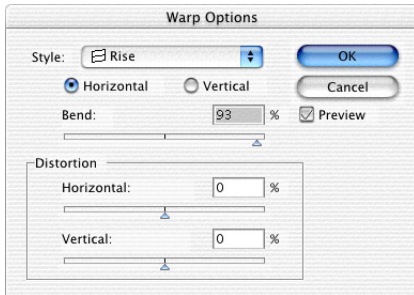 Warp Options
Style: Rise OK
Horizontal Vertical Cancel
Bend: 93 % Preview
Distortion
Horizontal: 0 %
Vertical: 0 %